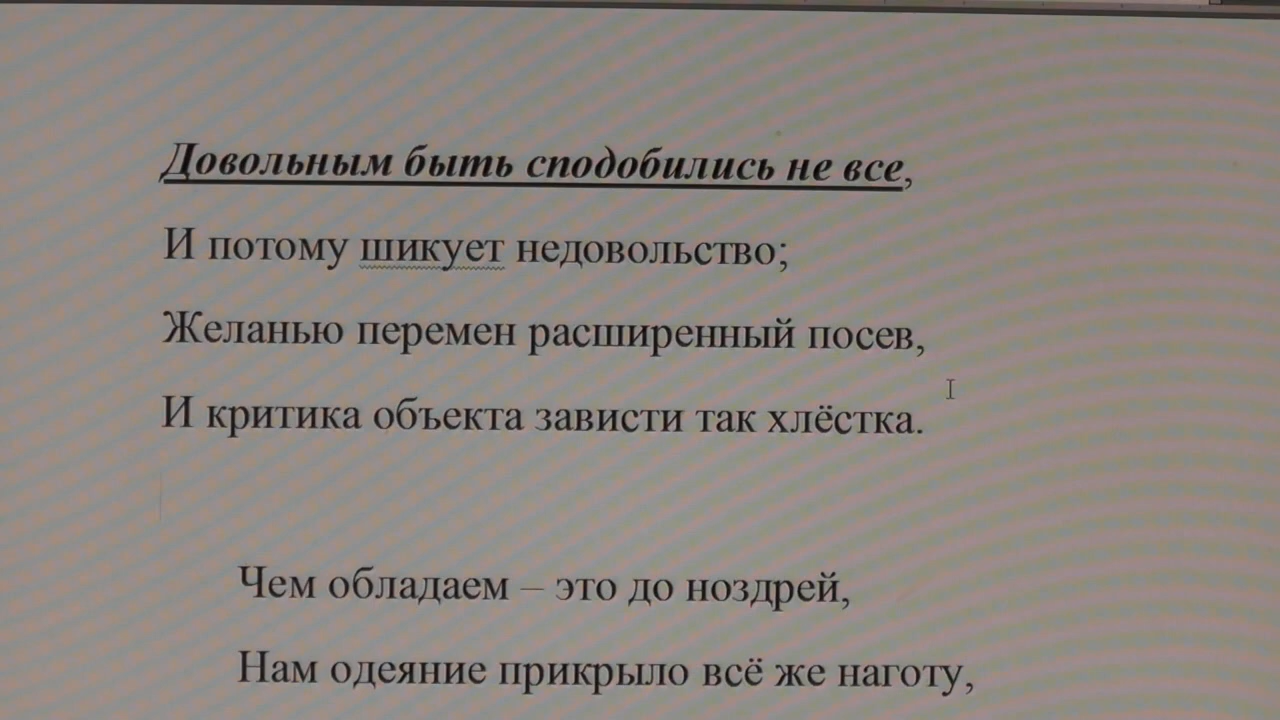 Довольным быть сподобились не все,
И потому шикует недовольство;
Желанью перемен расширенный посев,
И критика объекта зависти так хлёстка.
Чем обладаем – это до ноздрей,
Нам одеяние прикрыло всё же наготу,